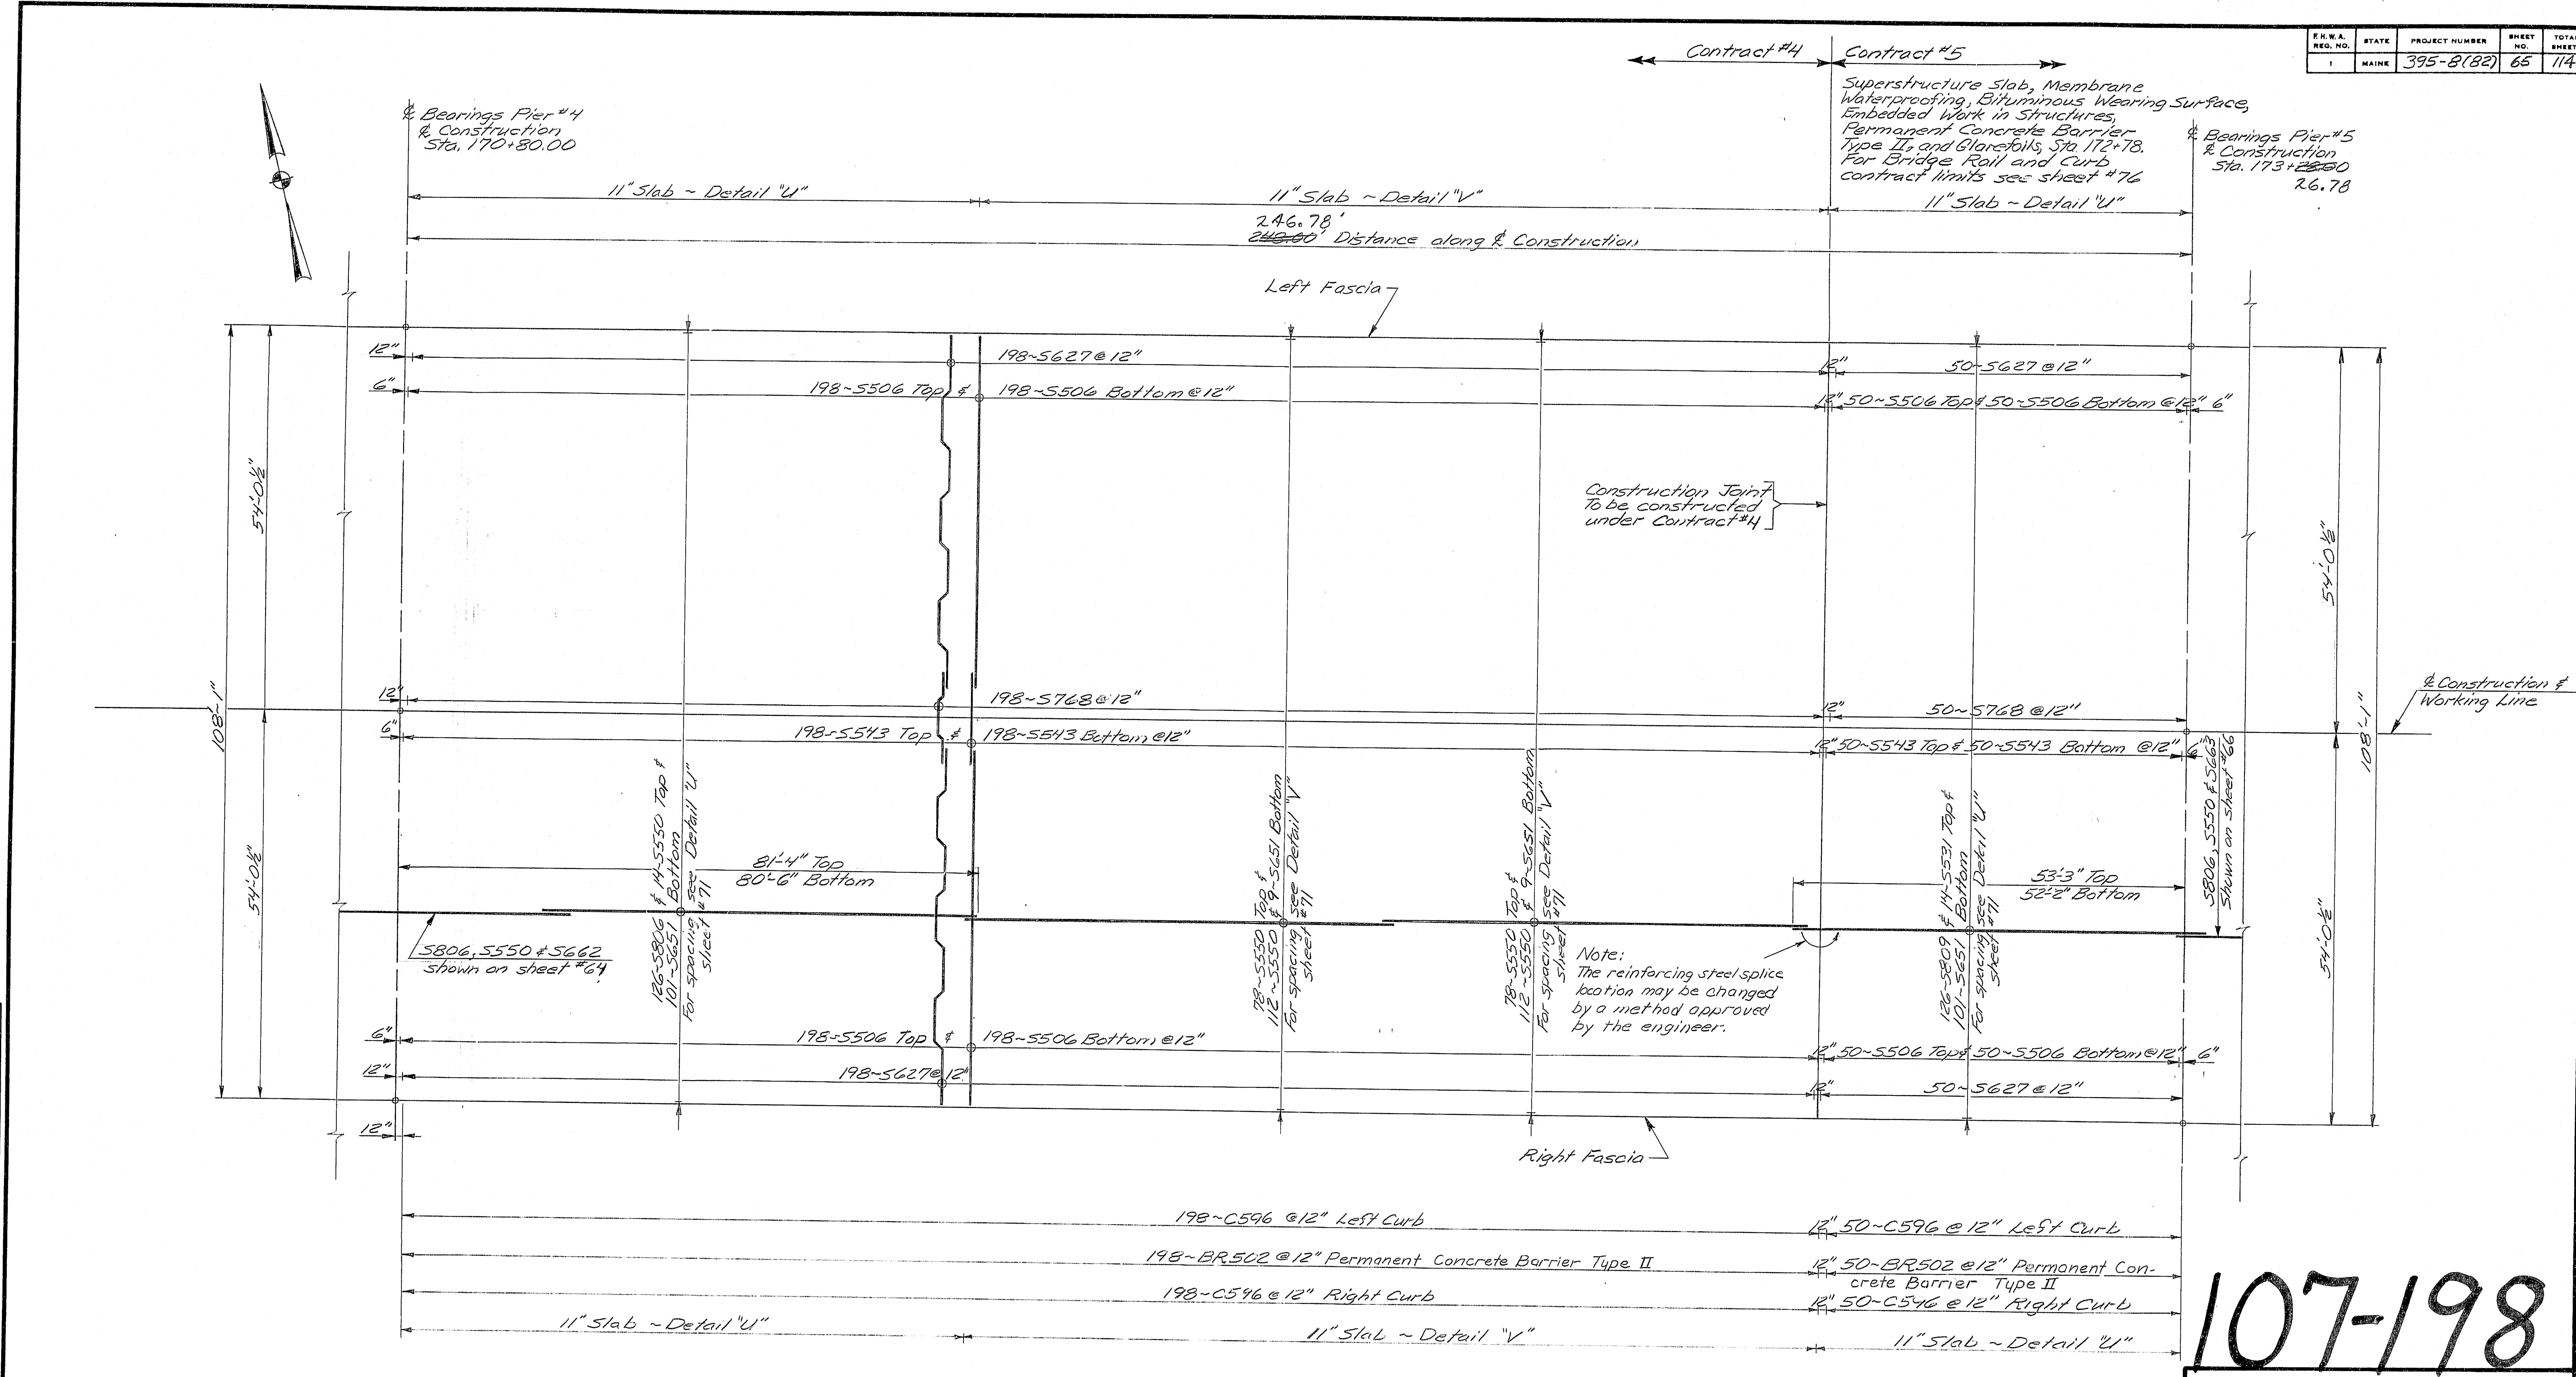 F.H.W.A. REG. NO. STATE PROJECT NUMBER SHEET NO. TOTAL SHEET
1 MAINE 395-8(82) 65 114
Contract #4
Contract #5
Superstructure Slab, Membrane
Waterproofing, Bituminous Wearing Surface,
Embedded Work in Structures,
Permanent Concrete Barrier
Type II, and Glarefoils, Sta. 172+78.
For Bridge Rail and Curb
contract limits see sheet #76
℄ Bearings Pier #4
℄ Construction
Sta. 170+80.00
℄ Bearings Pier #5
℄ Construction
Sta. 173+28.00
26.78
11" Slab ~ Detail "U"
11" Slab ~ Detail "V"
11" Slab ~ Detail "U"
246.78'
248.00' Distance along ℄ Construction
Left Fascia
12"
198~S627 @ 12"
12"
50~S627 @ 12"
6"
198~S506 Top & 198~S506 Bottom @ 12"
12" 50~S506 Top & 50~S506 Bottom @ 12" 6"
54'-0½"
54'-0½"
Construction Joint
To be constructed
under Contract #4
108'-1"
108'-1"
℄ Construction &
Working Line
12"
198~S768 @ 12"
12"
50~S768 @ 12"
6"
198~S543 Top & 198~S543 Bottom @ 12"
12" 50~S543 Top & 50~S543 Bottom @ 12" 6"
54'-0½"
54'-0½"
126~S806 & 14~S550 Top &
101~S651 Bottom
For spacing see Detail "U"
sheet #71
81'-4" Top
80'-6" Bottom
78~S550 Top &
112~S550 & 9~S651 Bottom
For spacing see Detail "V"
sheet #71
78~S550 Top &
112~S550 & 9~S651 Bottom
For spacing see Detail "V"
sheet #71
126~S809 & 14~S531 Top &
101~S651 Bottom
For spacing see Detail "U"
sheet #71
53'-3" Top
52'-2" Bottom
S806, S550 & S663
Shown on sheet #66
S806, S550 & S662
shown on sheet #64
Note:
The reinforcing steel splice
location may be changed
by a method approved
by the engineer.
6"
198~S506 Top & 198~S506 Bottom @ 12"
12" 50~S506 Top & 50~S506 Bottom @ 12" 6"
12"
198~S627 @ 12"
12"
50~S627 @ 12"
12"
Right Fascia
198~C596 @ 12" Left Curb
12" 50~C596 @ 12" Left Curb
198~BR502 @ 12" Permanent Concrete Barrier Type II
12" 50~BR502 @ 12" Permanent Con-
crete Barrier Type II
198~C596 @ 12" Right Curb
12" 50~C546 @ 12" Right Curb
11" Slab ~ Detail "U"
11" Slab ~ Detail "V"
11" Slab ~ Detail "U"
107-198